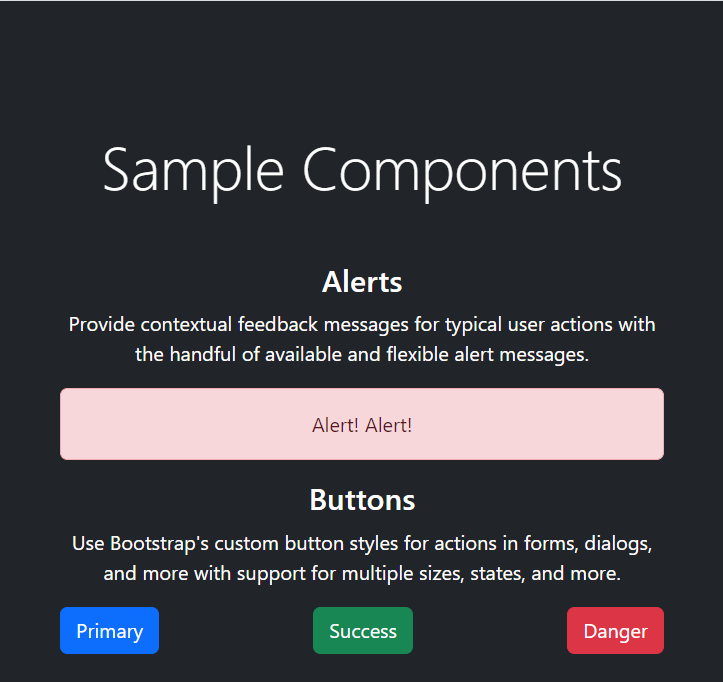 Sample Components
Alerts
Provide contextual feedback messages for typical user actions with
the handful of available and flexible alert messages.
Alert! Alert!
Buttons
Use Bootstrap's custom button styles for actions in forms, dialogs,
and more with support for multiple sizes, states, and more.
Primary Success Danger